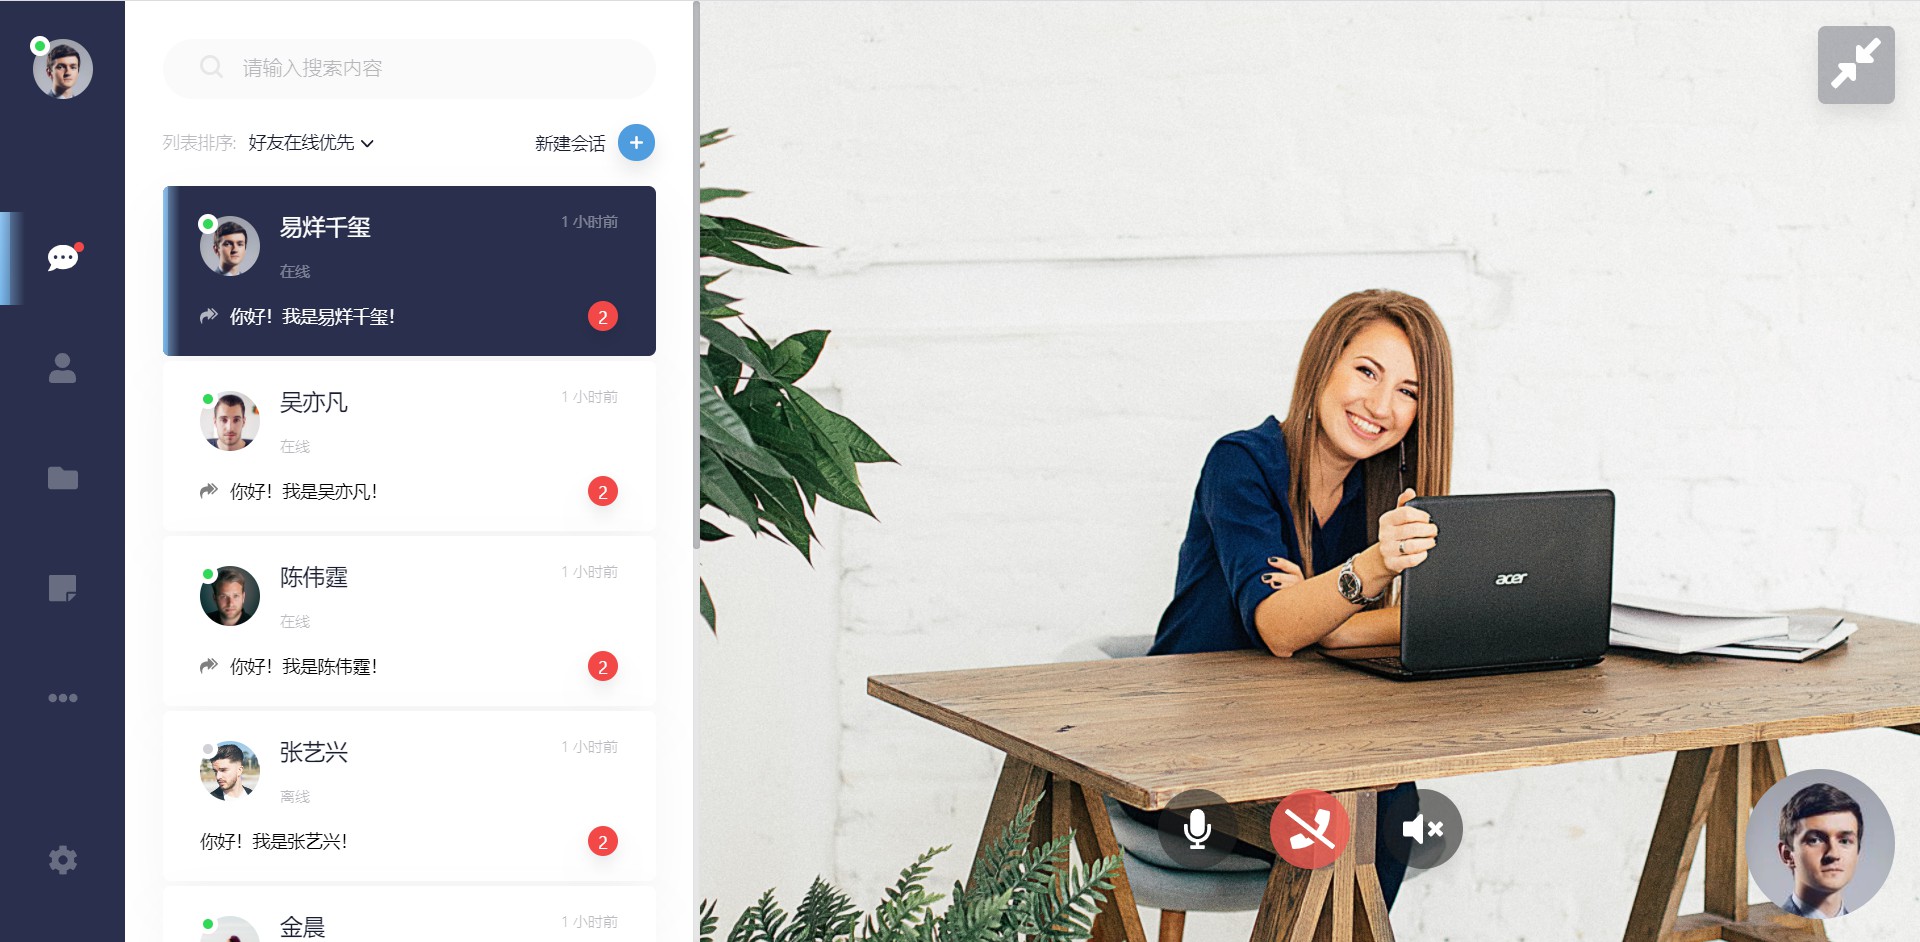 请输入搜索内容
列表排序: 好友在线优先
新建会话
易烊千玺
1 小时前
在线
你好！我是易烊千玺！
2
吴亦凡
1 小时前
在线
你好！我是吴亦凡！
2
陈伟霆
1 小时前
在线
你好！我是陈伟霆！
2
张艺兴
1 小时前
离线
你好！我是张艺兴！
2
金晨
1 小时前
acer